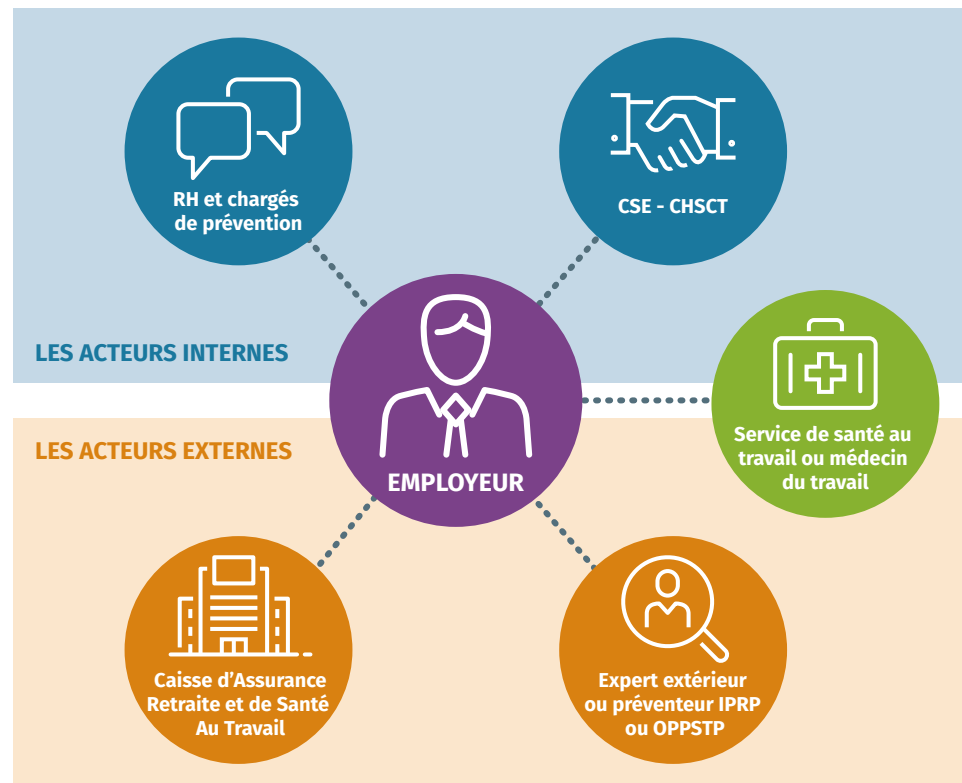 RH et chargés
de prévention
CSE - CHSCT
LES ACTEURS INTERNES
EMPLOYEUR
Service de santé au
travail ou médecin
du travail
LES ACTEURS EXTERNES
Caisse d’Assurance
Retraite et de Santé
Au Travail
Expert extérieur
ou préventeur IPRP
ou OPPSTP